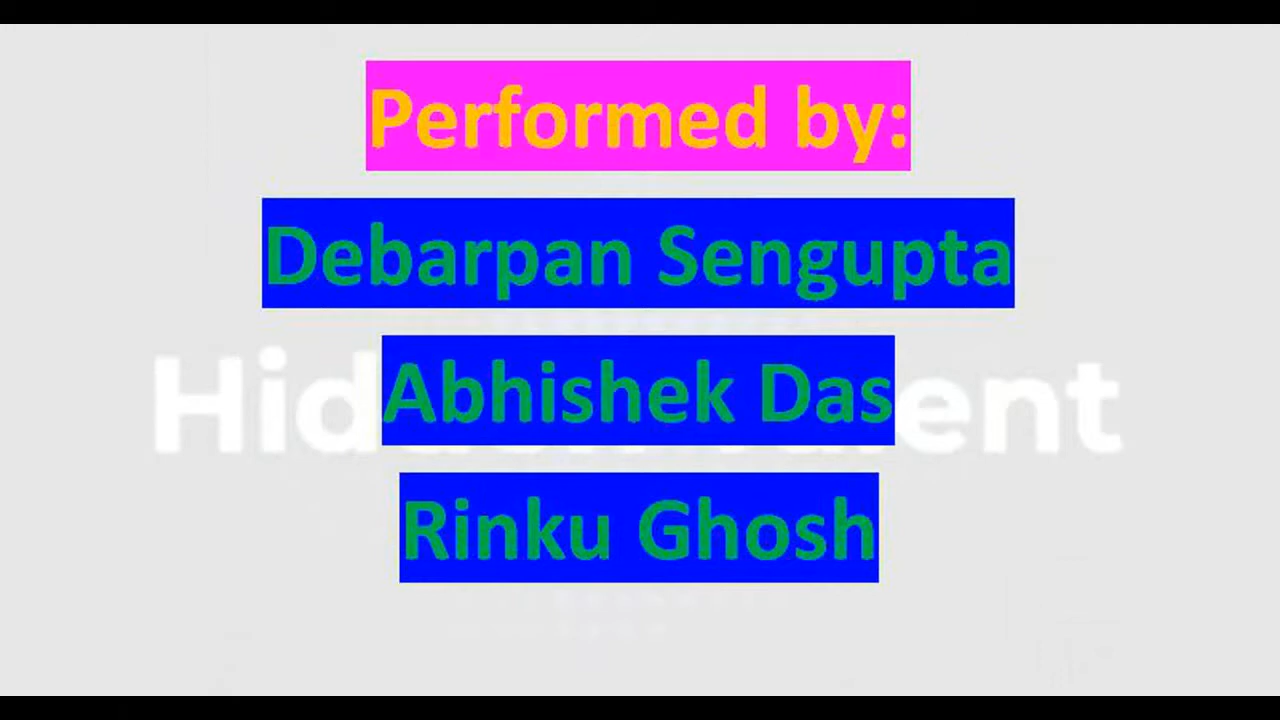 Performed by:
Debarpan Sengupta
Abhishek Das
Rinku Ghosh